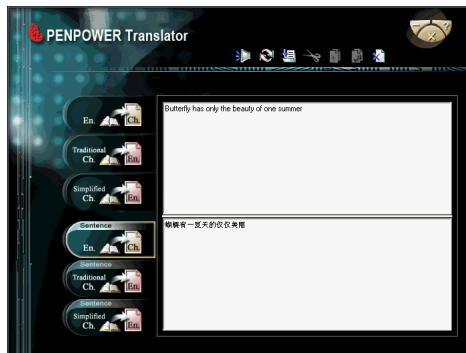 PENPOWER Translator
En.
Ch.
Traditional
Ch.
En.
Simplified
Ch.
En.
Sentence
En.
Ch.
Sentence
Traditional
Ch.
En.
Sentence
Simplified
Ch.
En.
Butterfly has only the beauty of one summer
蝴蝶有一夏天的仅仅美丽